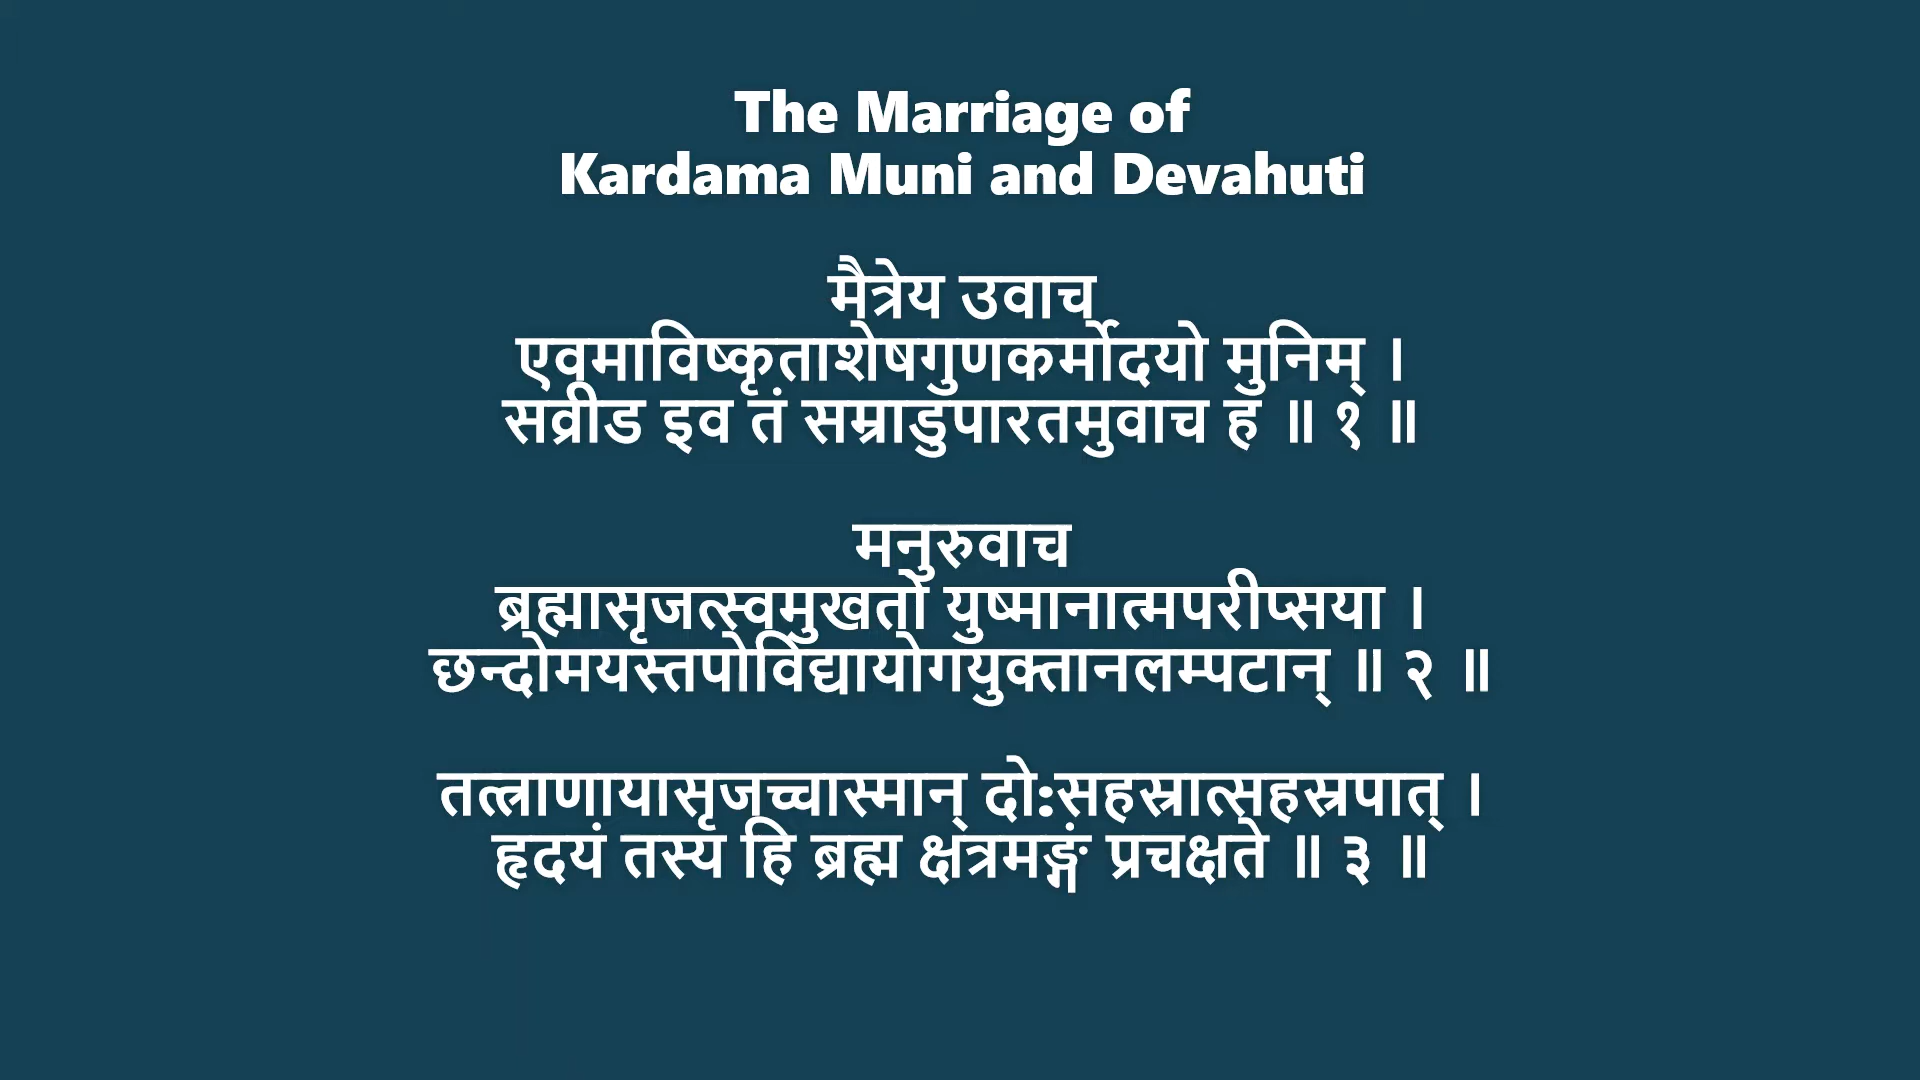 The Marriage of
Kardama Muni and Devahuti
मैत्रेय उवाच
एवमाविष्कृताशेषगुणकर्मोदयो मुनिम् ।
सव्रीड इव तं सम्राडुपारतमुवाच ह ॥ १ ॥
मनुरुवाच
ब्रह्मासृजत्स्वमुखतो युष्मानात्मपरीप्सया ।
छन्दोमयस्तपोविद्यायोगयुक्तानलम्पटान् ॥ २ ॥
तत्‍त्राणायासृजच्चास्मान् दो:सहस्रात्सहस्रपात् ।
हृदयं तस्य हि ब्रह्म क्षत्रमङ्गं प्रचक्षते ॥ ३ ॥